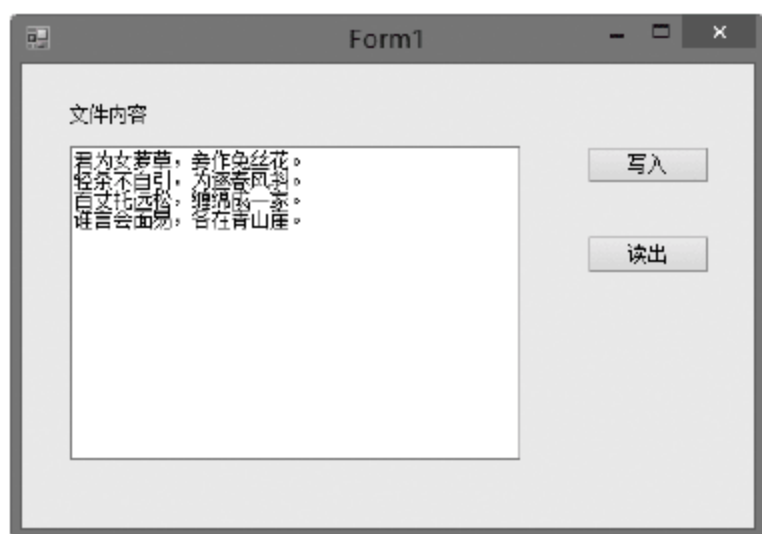 Form1
文件内容
君为女萝草，妾作兔丝花。
轻条不自引，为逐春风斜。
百丈托远松，缠绵成一家。
谁言会面易，各在青山崖。
写入
读出